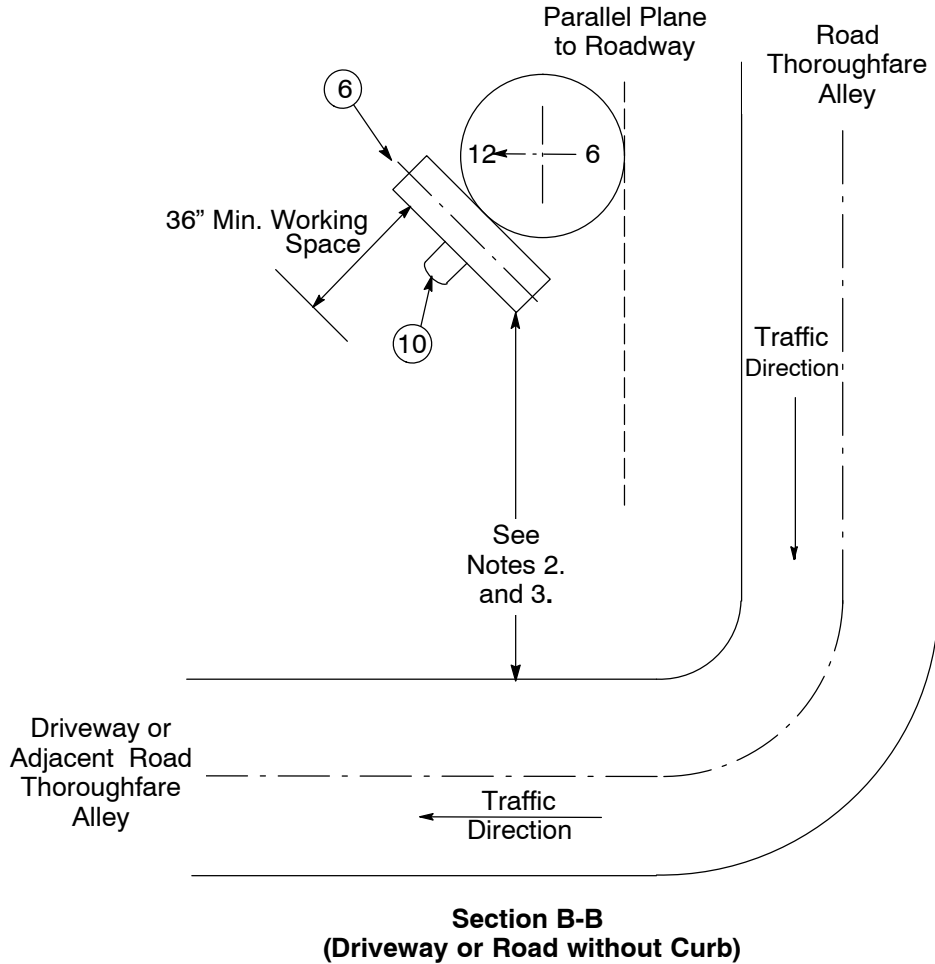 Parallel Plane
to Roadway
Road
Thoroughfare
Alley
6
12
6
36” Min. Working
Space
10
Traffic
Direction
See
Notes 2.
and 3.
Driveway or
Adjacent Road
Thoroughfare
Alley
Traffic
Direction
Section B-B
(Driveway or Road without Curb)